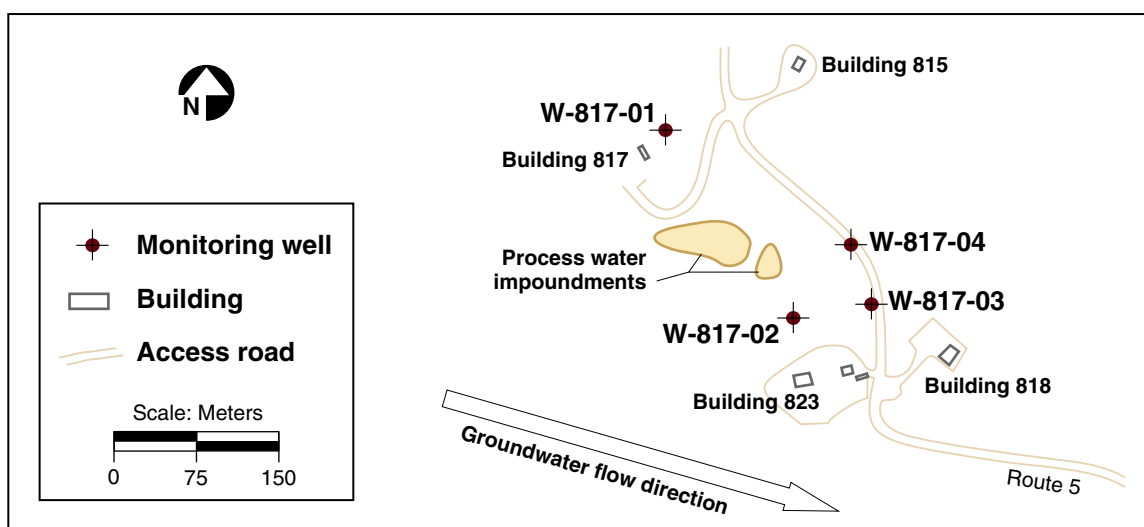 Building 815
W-817-01
N
Building 817
Monitoring well
W-817-04
Process water
impoundments
Building
W-817-03
W-817-02
Access road
Building 818
Building 823
Scale: Meters
Groundwater flow direction
0 75 150
Route 5